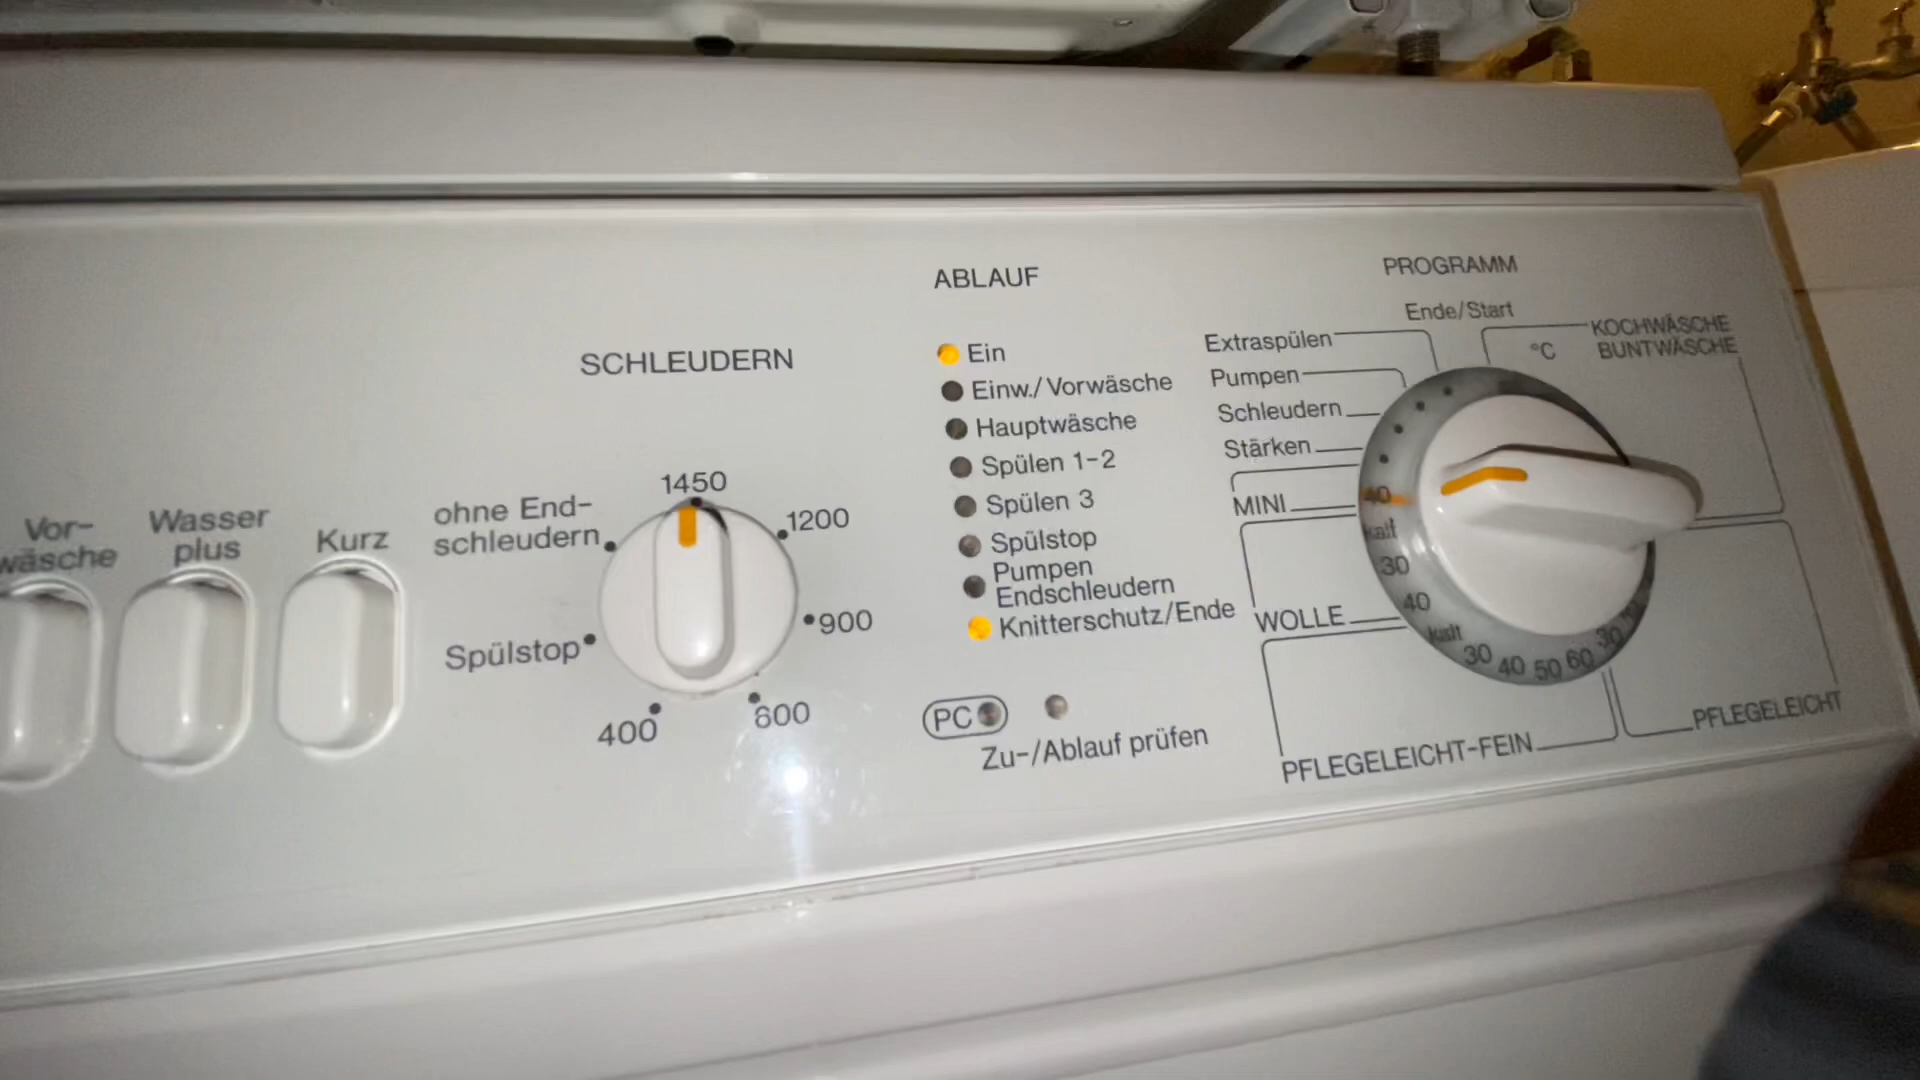 Vor-
wäsche
Wasser
plus
Kurz
SCHLEUDERN
ohne End-
schleudern
1450
1200
900
600
400
Spülstop
ABLAUF
Ein
Einw./Vorwäsche
Hauptwäsche
Spülen 1-2
Spülen 3
Spülstop
Pumpen
Endschleudern
Knitterschutz/Ende
PC
Zu-/Ablauf prüfen
PROGRAMM
Ende/Start
Extraspülen
Pumpen
Schleudern
Stärken
MINI
WOLLE
PFLEGELEICHT-FEIN
PFLEGELEICHT
°C
KOCHWÄSCHE
BUNTWÄSCHE
40
kalt
30
40
kalt
30
40
50
60
30